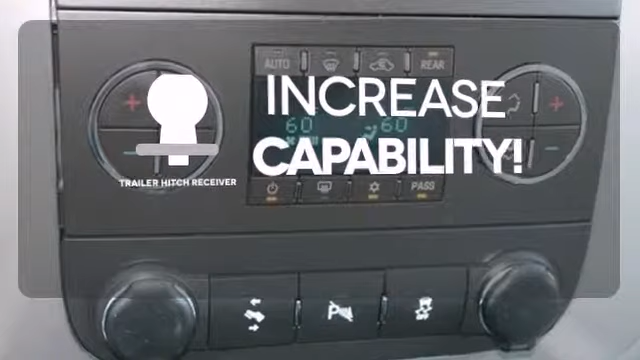 AUTO
REAR
INCREASE
60 60
CAPABILITY!
TRAILER HITCH RECEIVER
PASS
P